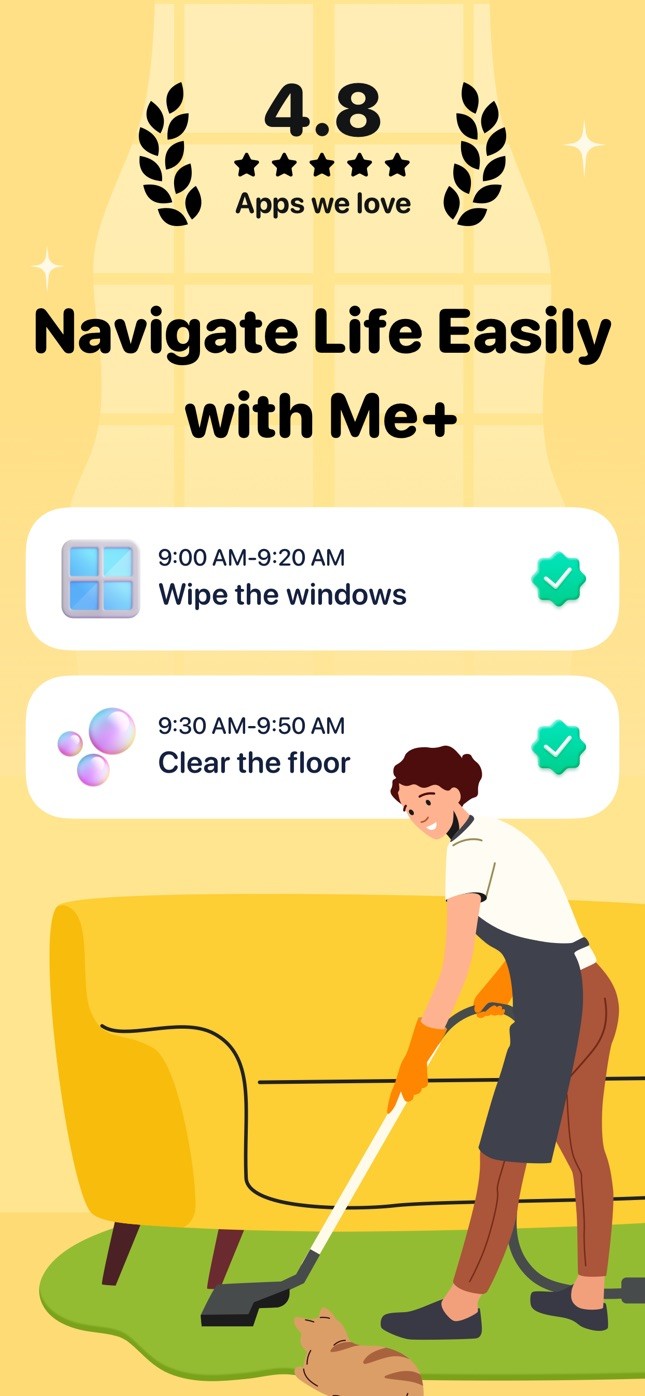 4.8
Apps we love
Navigate Life Easily
with Me+
9:00 AM-9:20 AM
Wipe the windows
9:30 AM-9:50 AM
Clear the floor